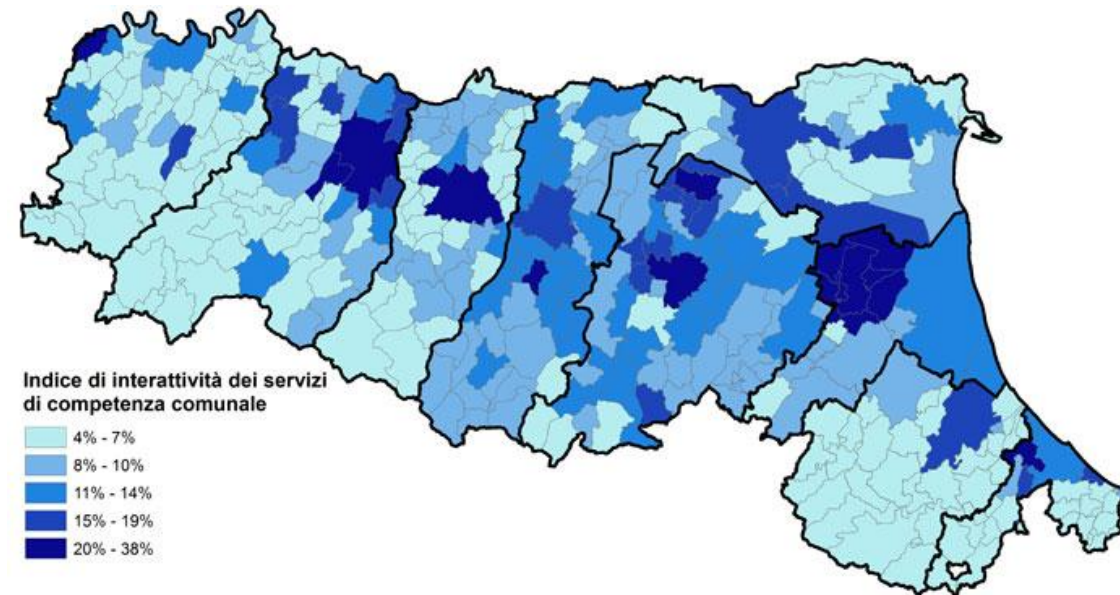 Indice di interattività dei servizi
di competenza comunale
4% - 7%
8% - 10%
11% - 14%
15% - 19%
20% - 38%